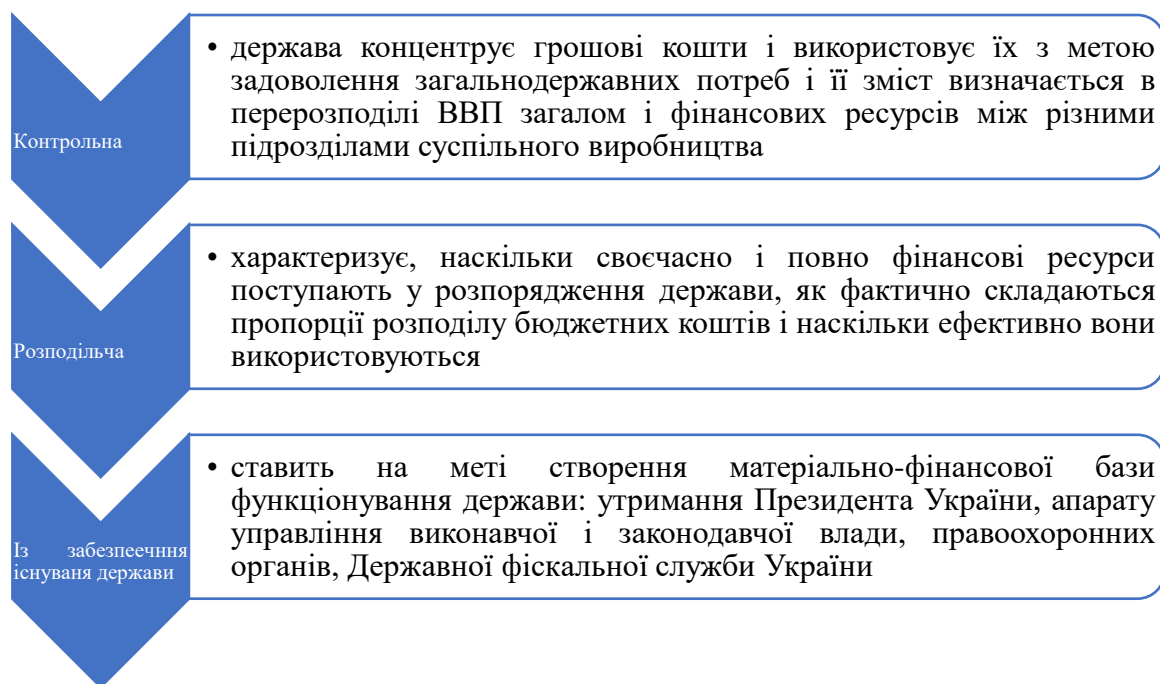 Контрольна
• держава концентрує грошові кошти і використовує їх з метою
задоволення загальнодержавних потреб і її зміст визначається в
перерозподілі ВВП загалом і фінансових ресурсів між різними
підрозділами суспільного виробництва
Розподільча
• характеризує, наскільки своєчасно і повно фінансові ресурси
поступають у розпорядження держави, як фактично складаються
пропорції розподілу бюджетних коштів і наскільки ефективно вони
використовуються
Із забезпеечння
існуваня держави
• ставить на меті створення матеріально-фінансової бази
функціонування держави: утримання Президента України, апарату
управління виконавчої і законодавчої влади, правоохоронних
органів, Державної фіскальної служби України